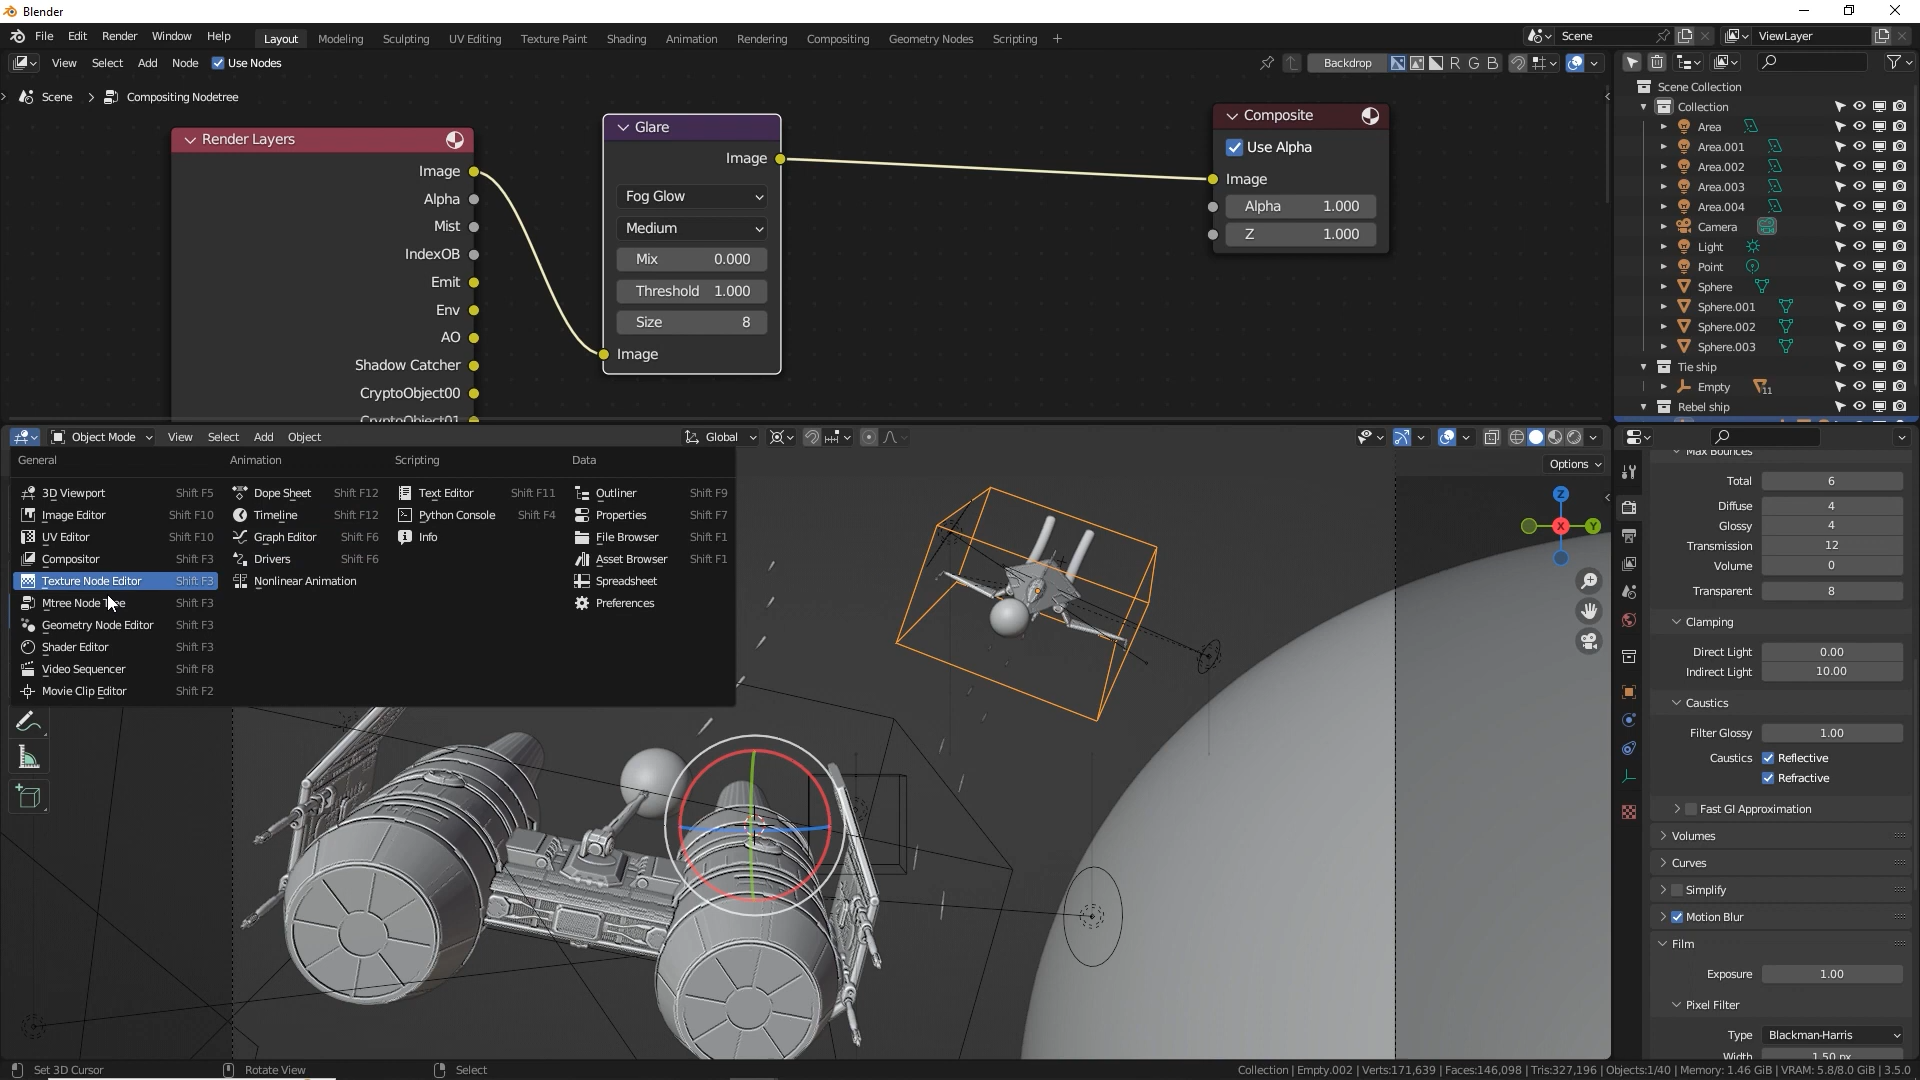 Blender
File Edit Render Window Help Layout Modeling Sculpting UV Editing Texture Paint Shading Animation Rendering Compositing Geometry Nodes Scripting + Scene ViewLayer
View Select Add Node Use Nodes Backdrop R G B
Scene > Compositing Nodetree
Render Layers
Image
Alpha
Mist
IndexOB
Emit
Env
AO
Shadow Catcher
CryptoObject00
CryptoObject01
Glare
Image
Fog Glow
Medium
Mix 0.000
Threshold 1.000
Size 8
Image
Composite
Use Alpha
Image
Alpha 1.000
Z 1.000
Scene Collection
Collection
Area
Area.001
Area.002
Area.003
Area.004
Camera
Light
Point
Sphere
Sphere.001
Sphere.002
Sphere.003
Tie ship
Empty 11
Rebel ship
Object Mode View Select Add Object Global
Options
General
3D Viewport Shift F5
Image Editor Shift F10
UV Editor Shift F10
Compositor Shift F3
Texture Node Editor Shift F3
Mtree Node Tree Shift F3
Geometry Node Editor Shift F3
Shader Editor Shift F3
Video Sequencer Shift F8
Movie Clip Editor Shift F2
Animation
Dope Sheet Shift F12
Timeline Shift F12
Graph Editor Shift F6
Drivers Shift F6
Nonlinear Animation
Scripting
Text Editor Shift F11
Python Console Shift F4
Info
Data
Outliner Shift F9
Properties Shift F7
File Browser Shift F1
Asset Browser Shift F1
Spreadsheet
Preferences
Z
X
Y
Max Bounces
Total 6
Diffuse 4
Glossy 4
Transmission 12
Volume 0
Transparent 8
Clamping
Direct Light 0.00
Indirect Light 10.00
Caustics
Filter Glossy 1.00
Caustics Reflective
Refractive
Fast GI Approximation
Volumes
Curves
Simplify
Motion Blur
Film
Exposure 1.00
Pixel Filter
Type Blackman-Harris
Width 1.50 px
Set 3D Cursor Rotate View Select Collection | Empty.002 | Verts:171,639 | Faces:146,098 | Tris:327,196 | Objects:1/40 | Memory: 1.46 GiB | VRAM: 5.8/8.0 GiB | 3.5.0